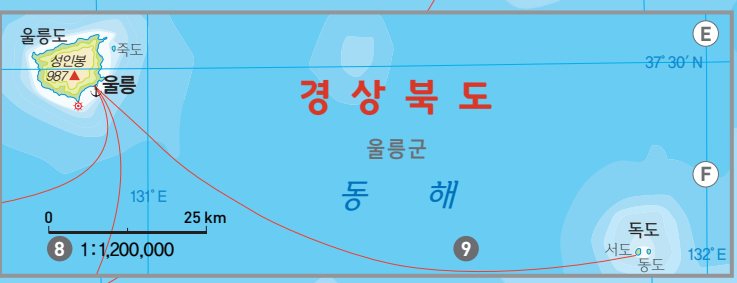 울릉도
죽도
성인봉
987
울릉
E
37°30′N
경상북도
울릉군
F
131°E
동 해
0 25 km
8 1:1,200,000
9
독도
서도
동도
132°E